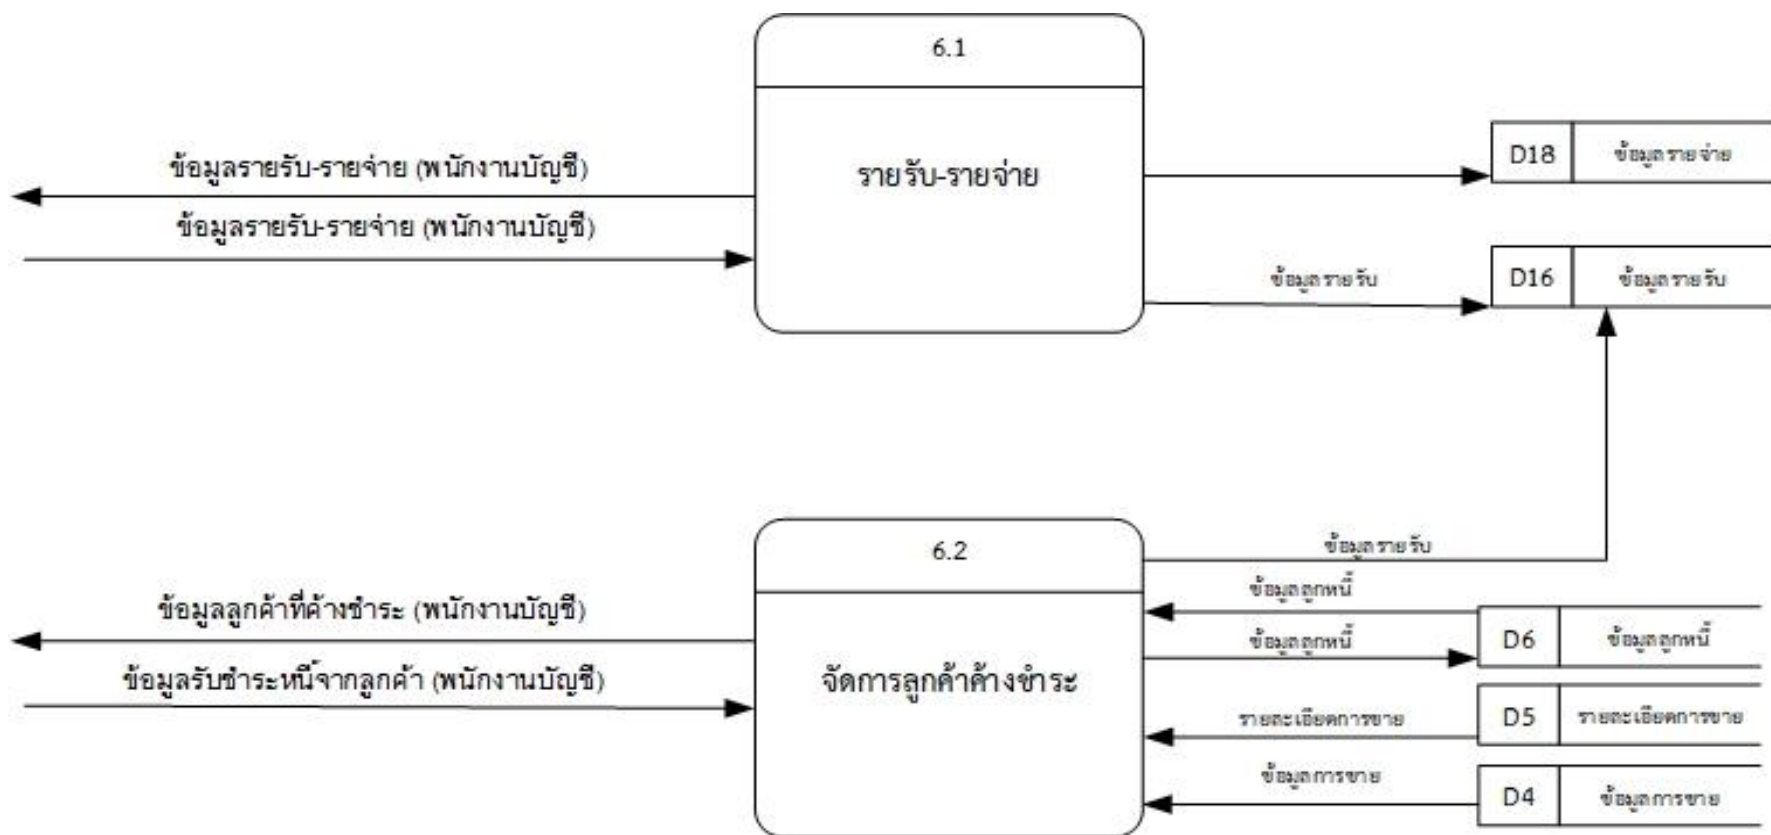 6.1
รายรับ-รายจ่าย
ข้อมูลรายรับ-รายจ่าย (พนักงานบัญชี)
ข้อมูลรายรับ-รายจ่าย (พนักงานบัญชี)
D18 ข้อมูลรายจ่าย
ข้อมูลรายรับ
D16 ข้อมูลรายรับ
6.2
จัดการลูกค้าค้างชำระ
ข้อมูลลูกค้าที่ค้างชำระ (พนักงานบัญชี)
ข้อมูลรับชำระหนี้จากลูกค้า (พนักงานบัญชี)
ข้อมูลรายรับ
ข้อมูลลูกหนี้
ข้อมูลลูกหนี้
D6 ข้อมูลลูกหนี้
รายละเอียดการขาย
D5 รายละเอียดการขาย
ข้อมูลการขาย
D4 ข้อมูลการขาย